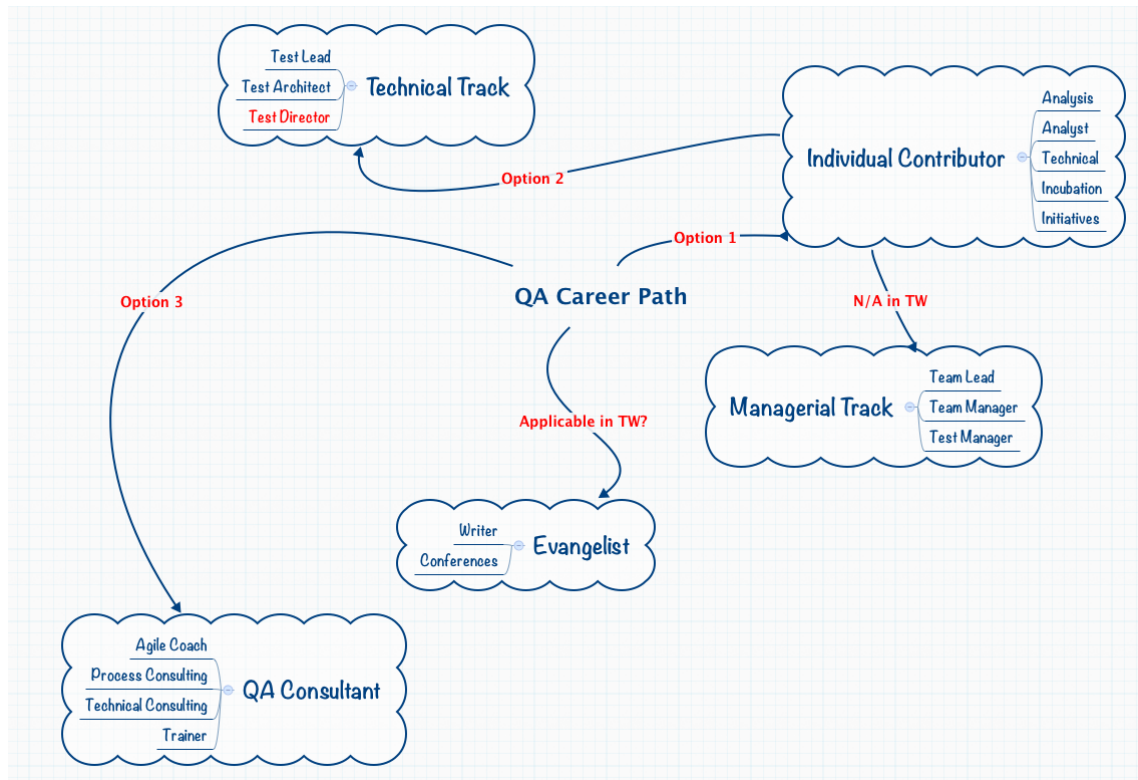 Test Lead
Test Architect
Test Director
Technical Track
Individual Contributor
Analysis
Analyst
Technical
Incubation
Initiatives
Option 2
Option 1
Option 3
QA Career Path
N/A in TW
Managerial Track
Team Lead
Team Manager
Test Manager
Applicable in TW?
Writer
Conferences
Evangelist
Agile Coach
Process Consulting
Technical Consulting
Trainer
QA Consultant